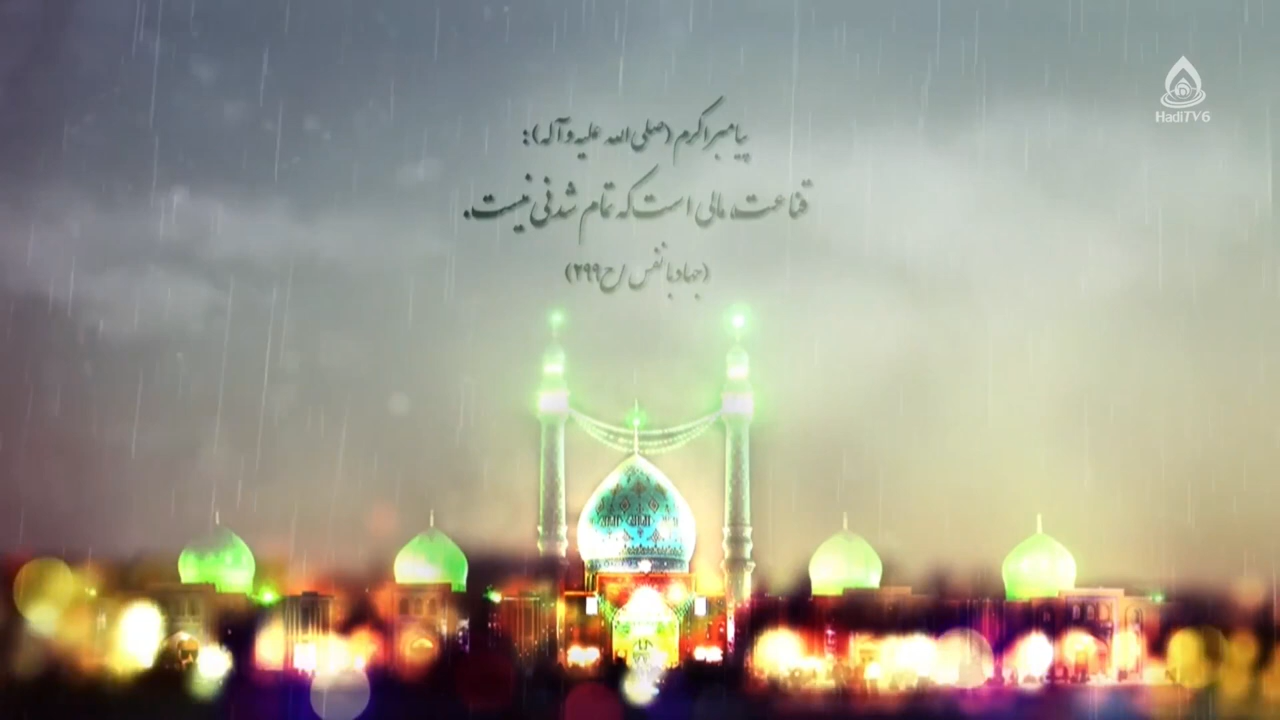 پیامبر اکرم (صلی الله علیه و آله):
قناعت، مالی است که تمام شدنی نیست.
(جهاد با نفس / ح ۲۹۹)
HadiTV6